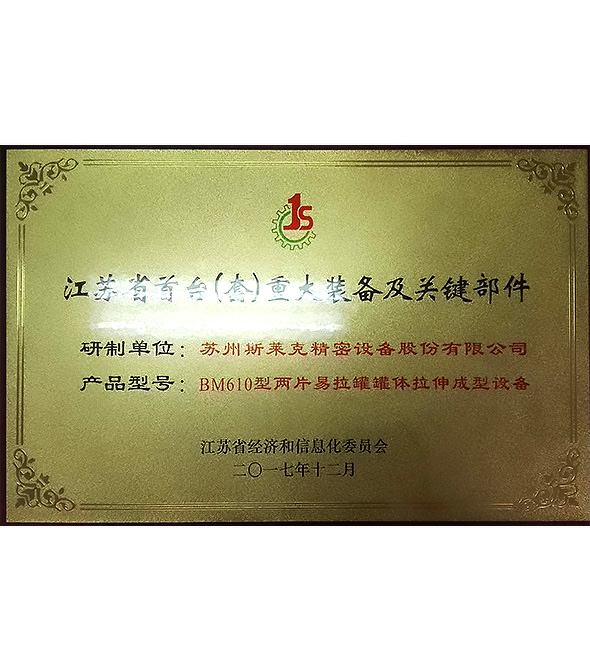 1S
江苏省首台(套)重大装备及关键部件
研制单位：苏州斯莱克精密设备股份有限公司
产品型号：BM610型两片易拉罐罐体拉伸成型设备
江苏省经济和信息化委员会
二〇一七年十二月